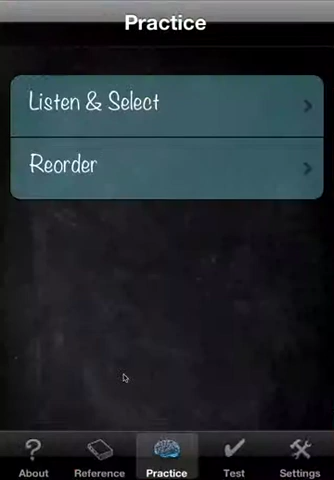 Practice
Listen & Select
Reorder
? About
Reference
Practice
Test
Settings